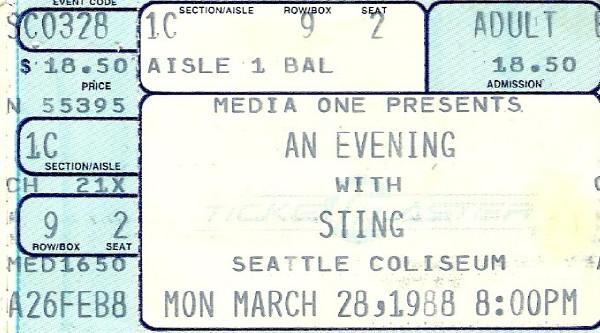 EVENT CODE
SC0328
$ 18.50
PRICE
N 55395
1C
SECTION/AISLE
CH 21X
9 2
ROW/BOX SEAT
MED1650
A26FEB8
SECTION/AISLE ROW/BOX SEAT
1C 9 2
AISLE 1 BAL
ADULT
18.50
ADMISSION
MEDIA ONE PRESENTS
AN EVENING
WITH
TICKETMASTER
STING
SEATTLE COLISEUM
MON MARCH 28,1988 8:00PM